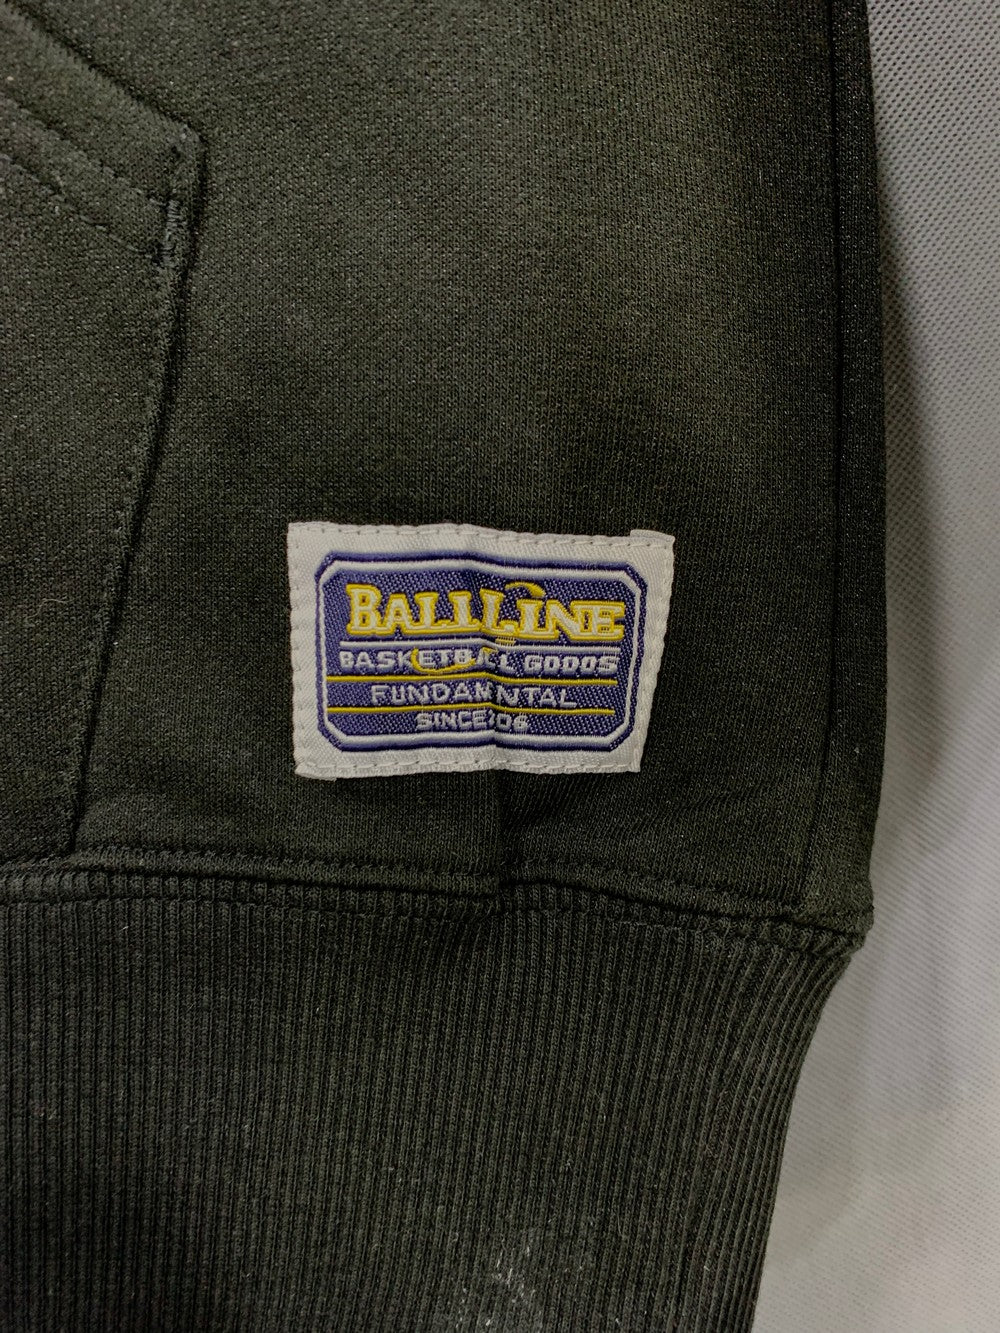 BALLLINE
BASKETBALL GOODS
FUNDAMENTAL
SINCE'06